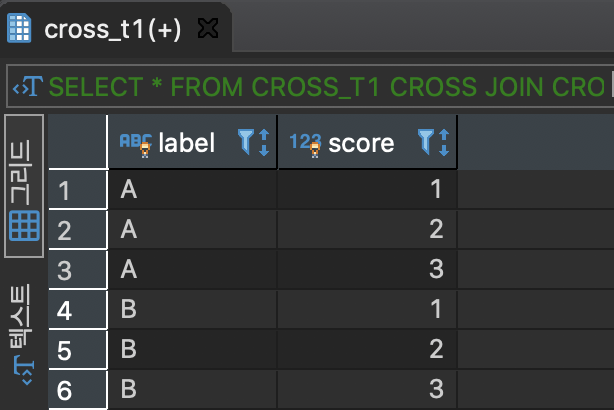 cross_t1(+)
SELECT * FROM CROSS_T1 CROSS JOIN CRO
ABC label 123 score
1 A 1
2 A 2
3 A 3
4 B 1
5 B 2
6 B 3
그리드
텍스트